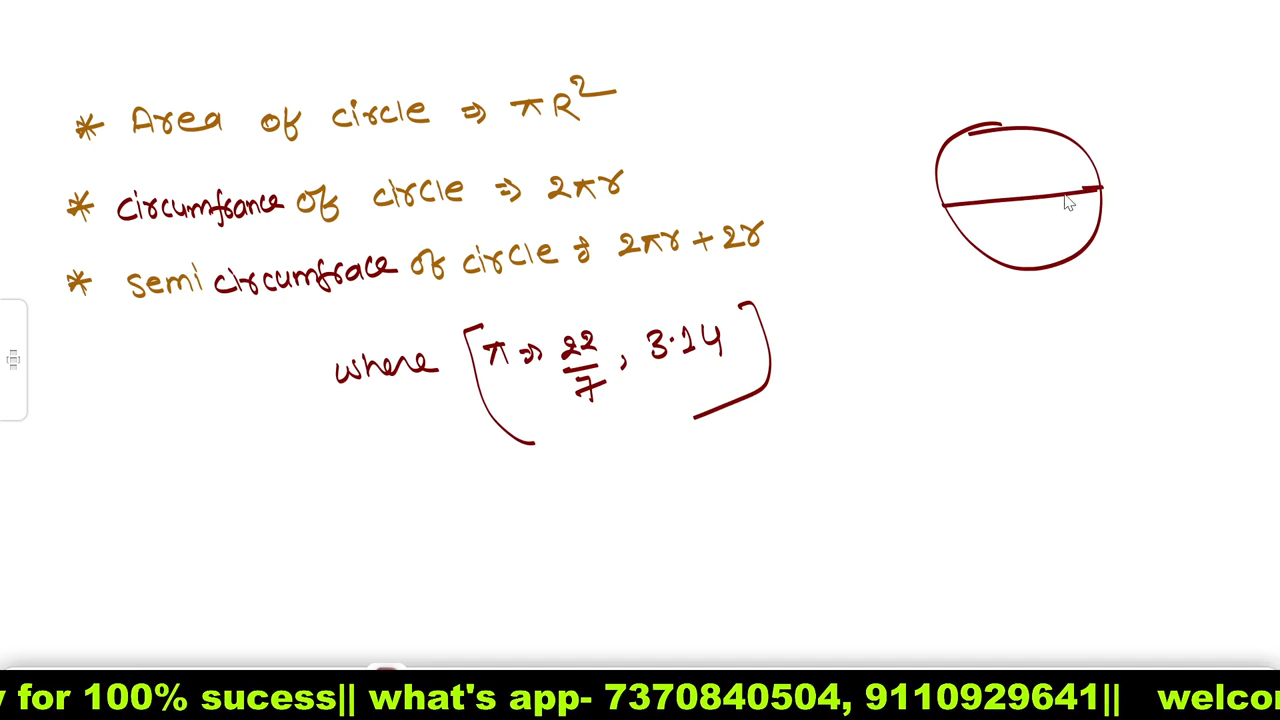 * Area of circle ⇒ πR²
* circumfrance of circle ⇒ 2πr
* semi circumfrace of circle ⇒ 2πr + 2r
where [π ⇒ 22/7, 3.14]
y for 100% sucess|| what's app- 7370840504, 9110929641|| welco